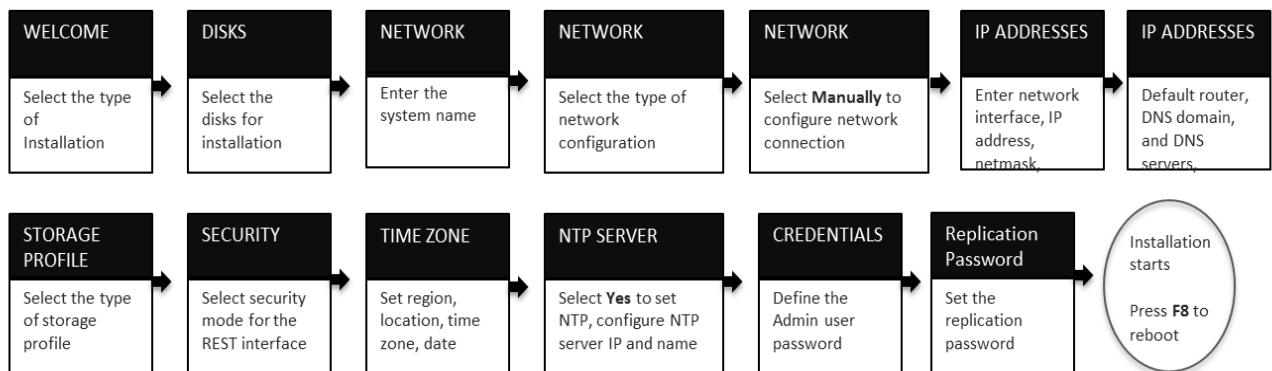 WELCOME
Select the type
of
Installation
DISKS
Select the
disks for
installation
NETWORK
Enter the
system name
NETWORK
Select the type of
network
configuration
NETWORK
Select Manually to
configure network
connection
IP ADDRESSES
Enter network
interface, IP
address,
netmask,
IP ADDRESSES
Default router,
DNS domain,
and DNS
servers,
STORAGE
PROFILE
Select the type
of storage
profile
SECURITY
Select security
mode for the
REST interface
TIME ZONE
Set region,
location, time
zone, date
NTP SERVER
Select Yes to set
NTP, configure NTP
server IP and name
CREDENTIALS
Define the
Admin user
password
Replication
Password
Set the
replication
password
Installation
starts
Press F8 to
reboot